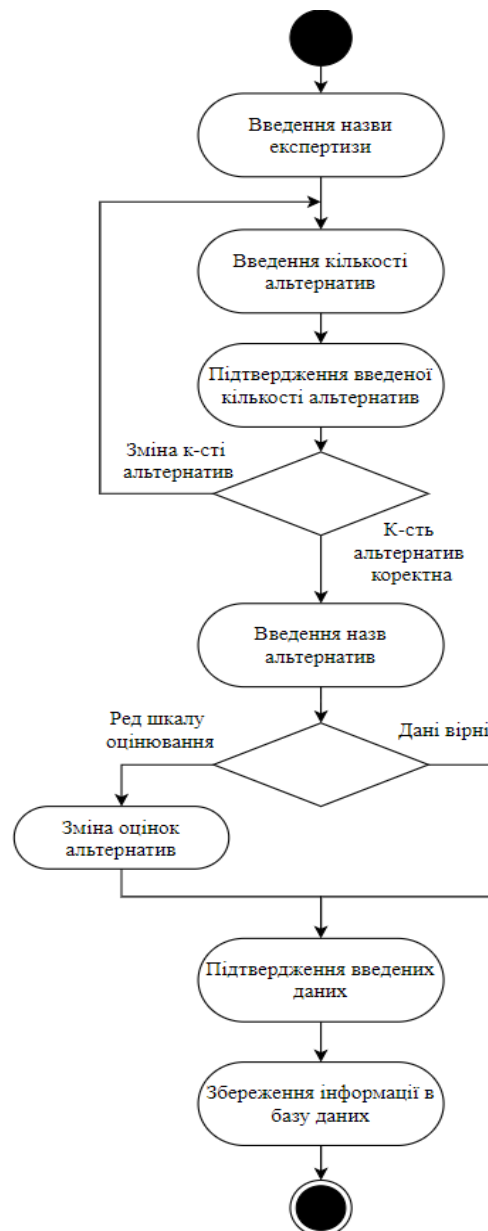 Введення назви
експертизи
Введення кількості
альтернатив
Підтвердження введеної
кількості альтернатив
Зміна к-сті
альтернатив
К-сть
альтернатив
коректна
Введення назв
альтернатив
Ред шкалу
оцінювання
Дані вірні
Зміна оцінок
альтернатив
Підтвердження введених
даних
Збереження інформації в
базу даних